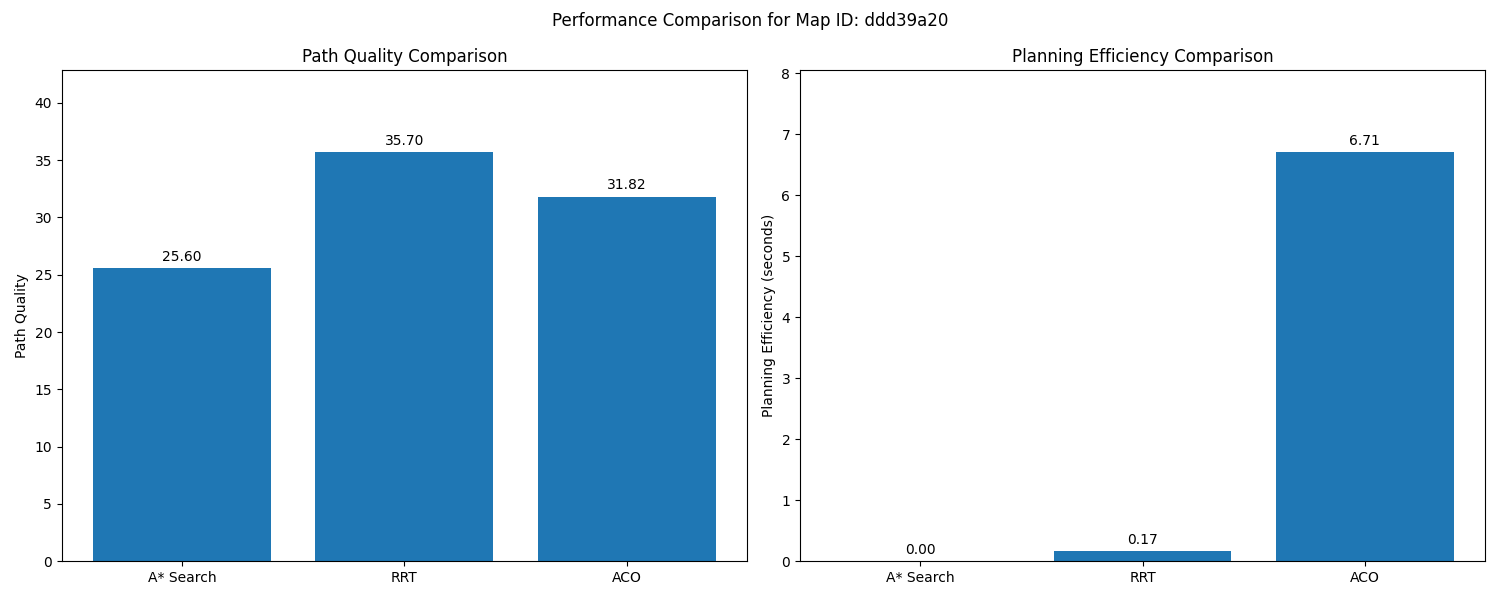 Performance Comparison for Map ID: ddd39a20
Path Quality Comparison
Path Quality
40
35
30
25
20
15
10
5
0
25.60
35.70
31.82
A* Search
RRT
ACO
Planning Efficiency Comparison
Planning Efficiency (seconds)
8
7
6
5
4
3
2
1
0
0.00
0.17
6.71
A* Search
RRT
ACO